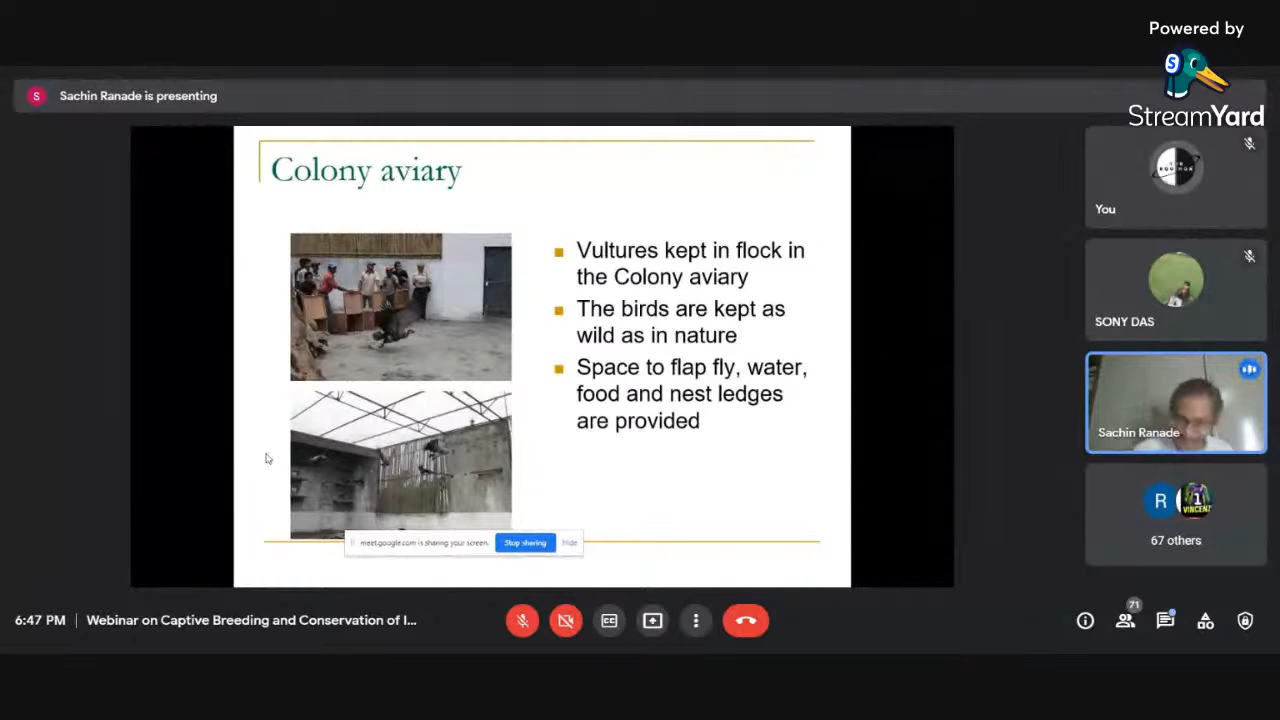 Powered by
StreamYard
S
Sachin Ranade is presenting
Colony aviary
Vultures kept in flock in
the Colony aviary
The birds are kept as
wild as in nature
Space to flap fly, water,
food and nest ledges
are provided
meet.google.com is sharing your screen.
Stop sharing
Hide
You
SONY DAS
Sachin Ranade
R
1
VINCENT
67 others
6:47 PM
Webinar on Captive Breeding and Conservation of I...
71